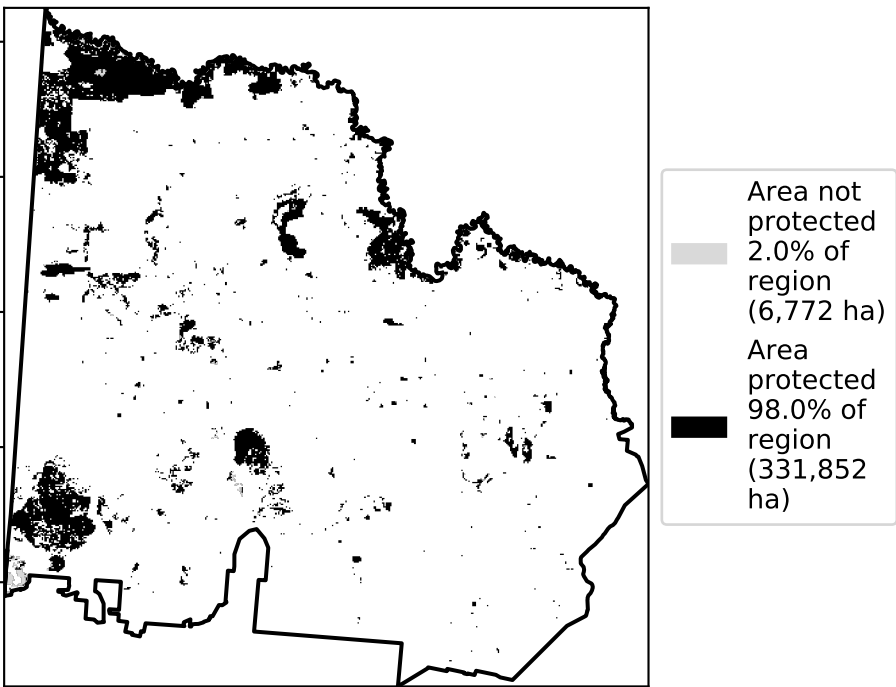 Area not
protected
2.0% of
region
(6,772 ha)
Area
protected
98.0% of
region
(331,852
ha)